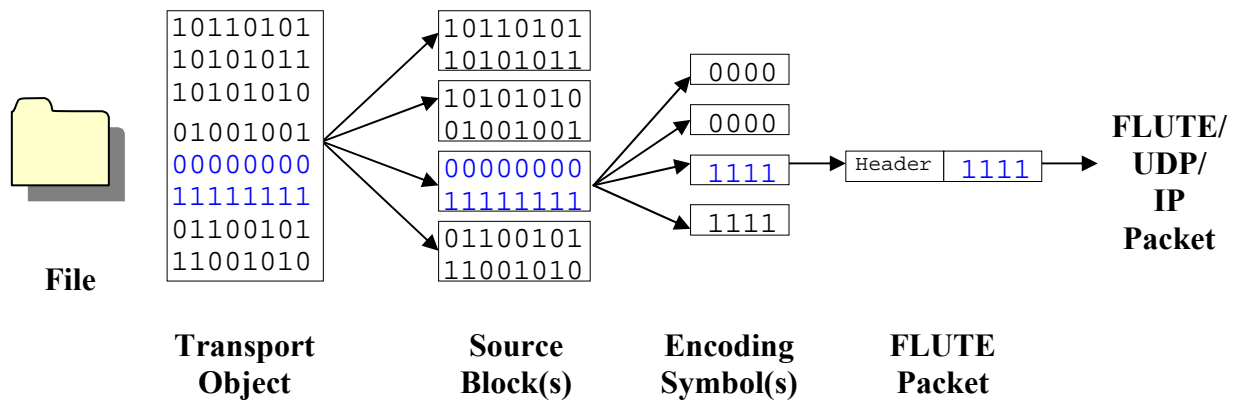 File
10110101
10101011
10101010
01001001
00000000
11111111
01100101
11001010
Transport
Object
10110101
10101011
10101010
01001001
00000000
11111111
01100101
11001010
Source
Block(s)
0000
0000
1111
1111
Encoding
Symbol(s)
Header 1111
FLUTE
Packet
FLUTE/
UDP/
IP
Packet